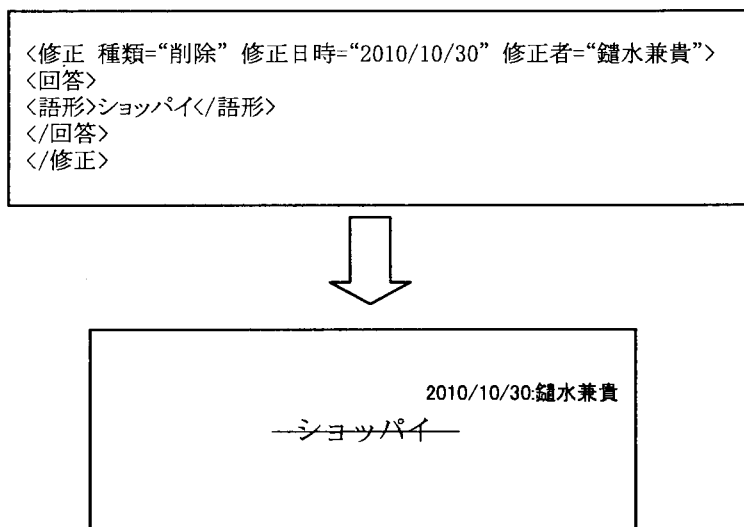 <修正 種類=“削除” 修正日時=“2010/10/30” 修正者=“鑓水兼貴”>
<回答>
<語形>ショッパイ</語形>
</回答>
</修正>
2010/10/30:鑓水兼貴
ショッパイ